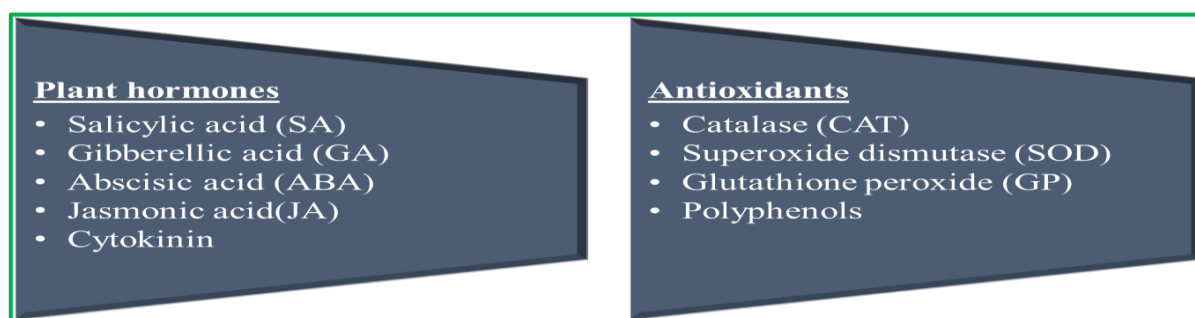 Plant hormones
• Salicylic acid (SA)
• Gibberellic acid (GA)
• Abscisic acid (ABA)
• Jasmonic acid(JA)
• Cytokinin
Antioxidants
• Catalase (CAT)
• Superoxide dismutase (SOD)
• Glutathione peroxide (GP)
• Polyphenols